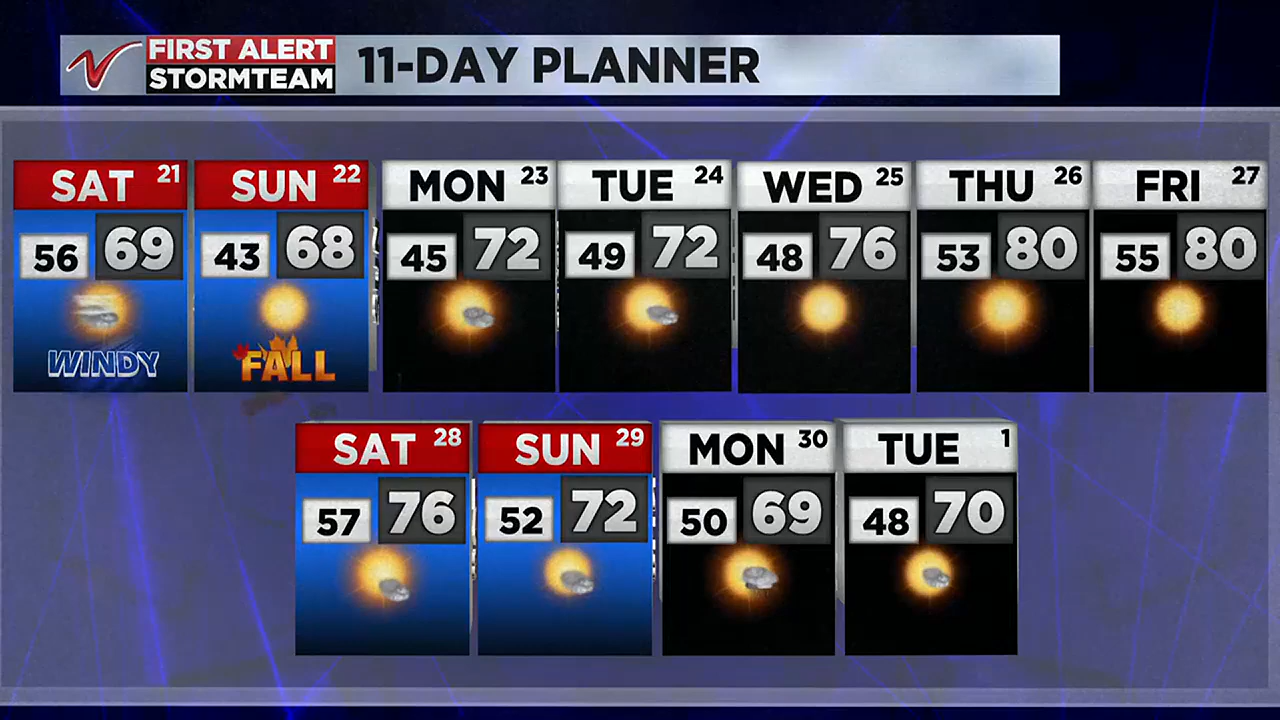 FIRST ALERT
STORMTEAM
11-DAY PLANNER
SAT 21
56 69
WINDY
SUN 22
43 68
FALL
MON 23
45 72
TUE 24
49 72
WED 25
48 76
THU 26
53 80
FRI 27
55 80
SAT 28
57 76
SUN 29
52 72
MON 30
50 69
TUE 1
48 70